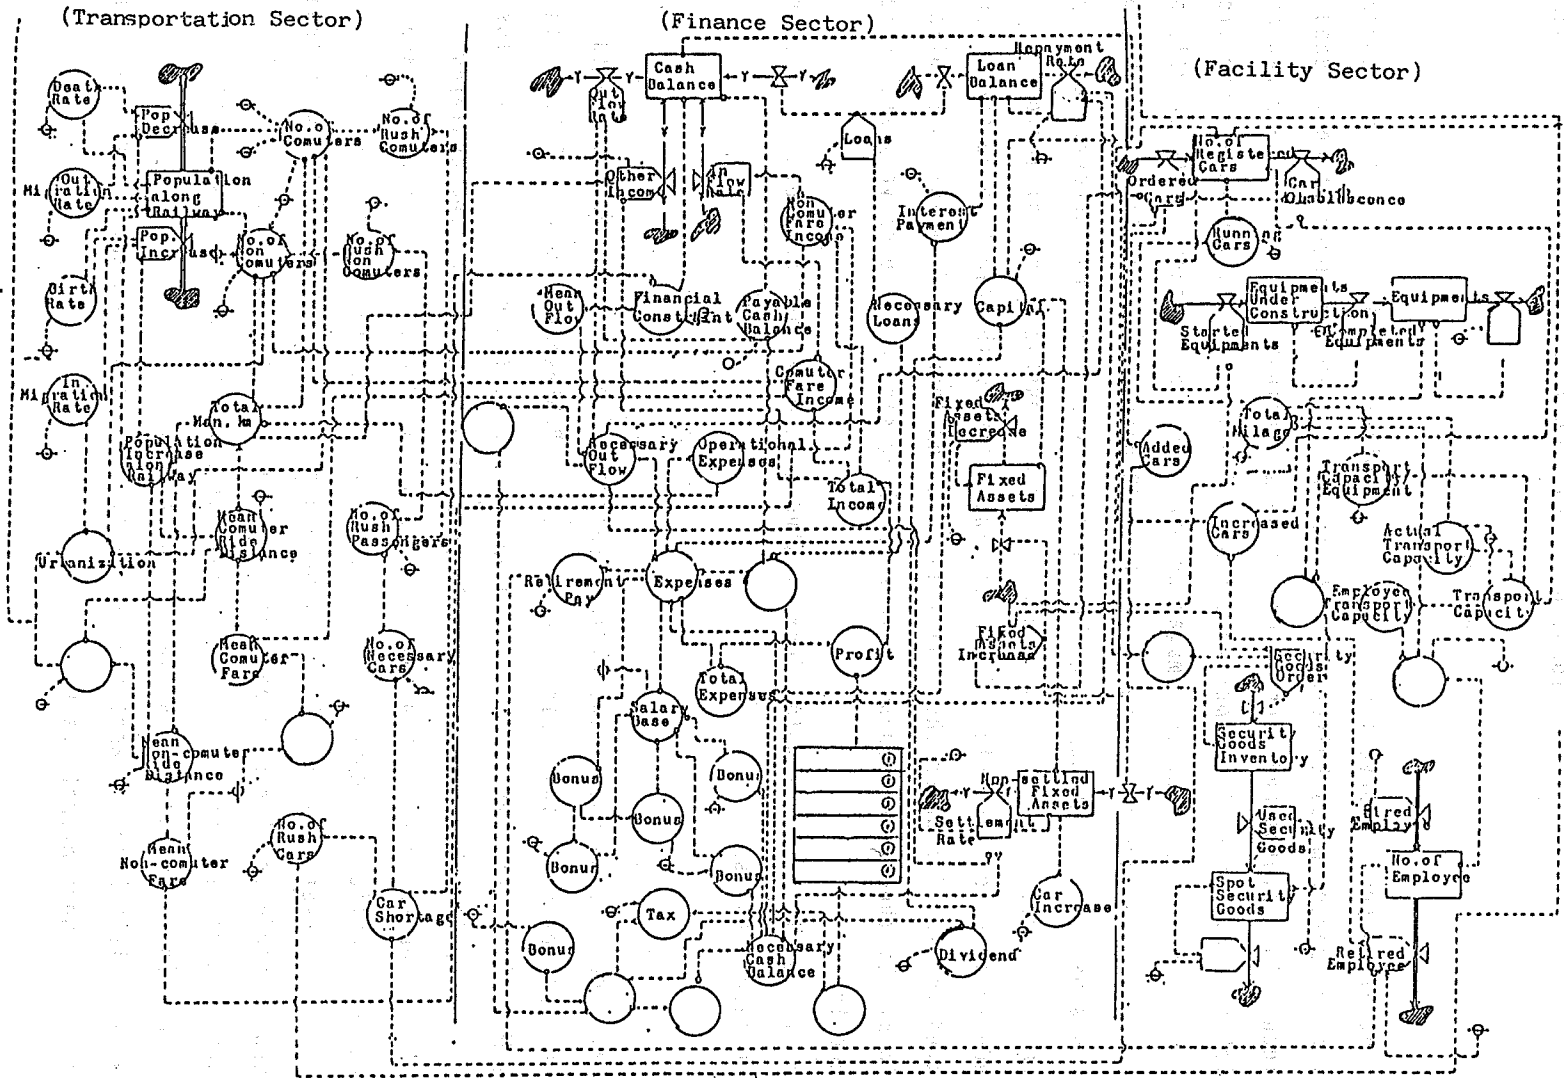 (Transportation Sector)
(Finance Sector)
(Facility Sector)
Rate
Pop
No.of
Rush
Comuters
Comuters
Rate
Population
along
Railway
Pop
No.of
Non
Comuters
No.of
Rush
Non
Comuters
Birth
Rate
In
Rate
Total
Man.km
Population
Increase
along
Railway
Mean
Comuter
Ride
Distance
No.of
Rush
Passengers
Urbanization
Mean
Comuter
Fare
No.of
Necessary
Cars
Mean
Non-comuter
Ride
Distance
Mean
Non-comuter
Fare
No.of
Rush
Cars
Car
Shortage
Cash
Balance
Loan
Balance
Repayment
Rate
Out
Flow
Rate
Loans
Other
Income
In
Flow
Rate
Non
Comuter
Fare
Income
Interest
Payment
Mean
Out
Flow
Financial
Constraint
Payable
Cash
Balance
Necessary
Loans
Capital
Comuter
Fare
Income
Fixed
Assets
Increase
Necessary
Out
Flow
Operational
Expenses
Total
Income
Fixed
Assets
Retirement
Pay
Expenses
Profit
Fixed
Assets
Increase
Total
Expenses
Salary
Base
Bonus
Bonus
Bonus
Bonus
Bonus
Non
settled
Fixed
Assets
Settlement
Rate
Tax
Car
Increase
Bonus
Necessary
Cash
Balance
Dividend
No.of
Registered
Cars
Ordered
Cars
Car
Running
Cars
Equipments
Under
Construction
Equipments
Started
Equipments
Completed
Equipments
Total
Milage
Added
Cars
Transport
Capacity
Equipment
Increased
Cars
Actual
Transport
Capacity
Employee
Transport
Capacity
Transport
Capacity
Security
Goods
Order
Security
Goods
Inventory
Used
Security
Goods
Hired
Employee
No.of
Employee
Spot
Security
Goods
Retired
Employee